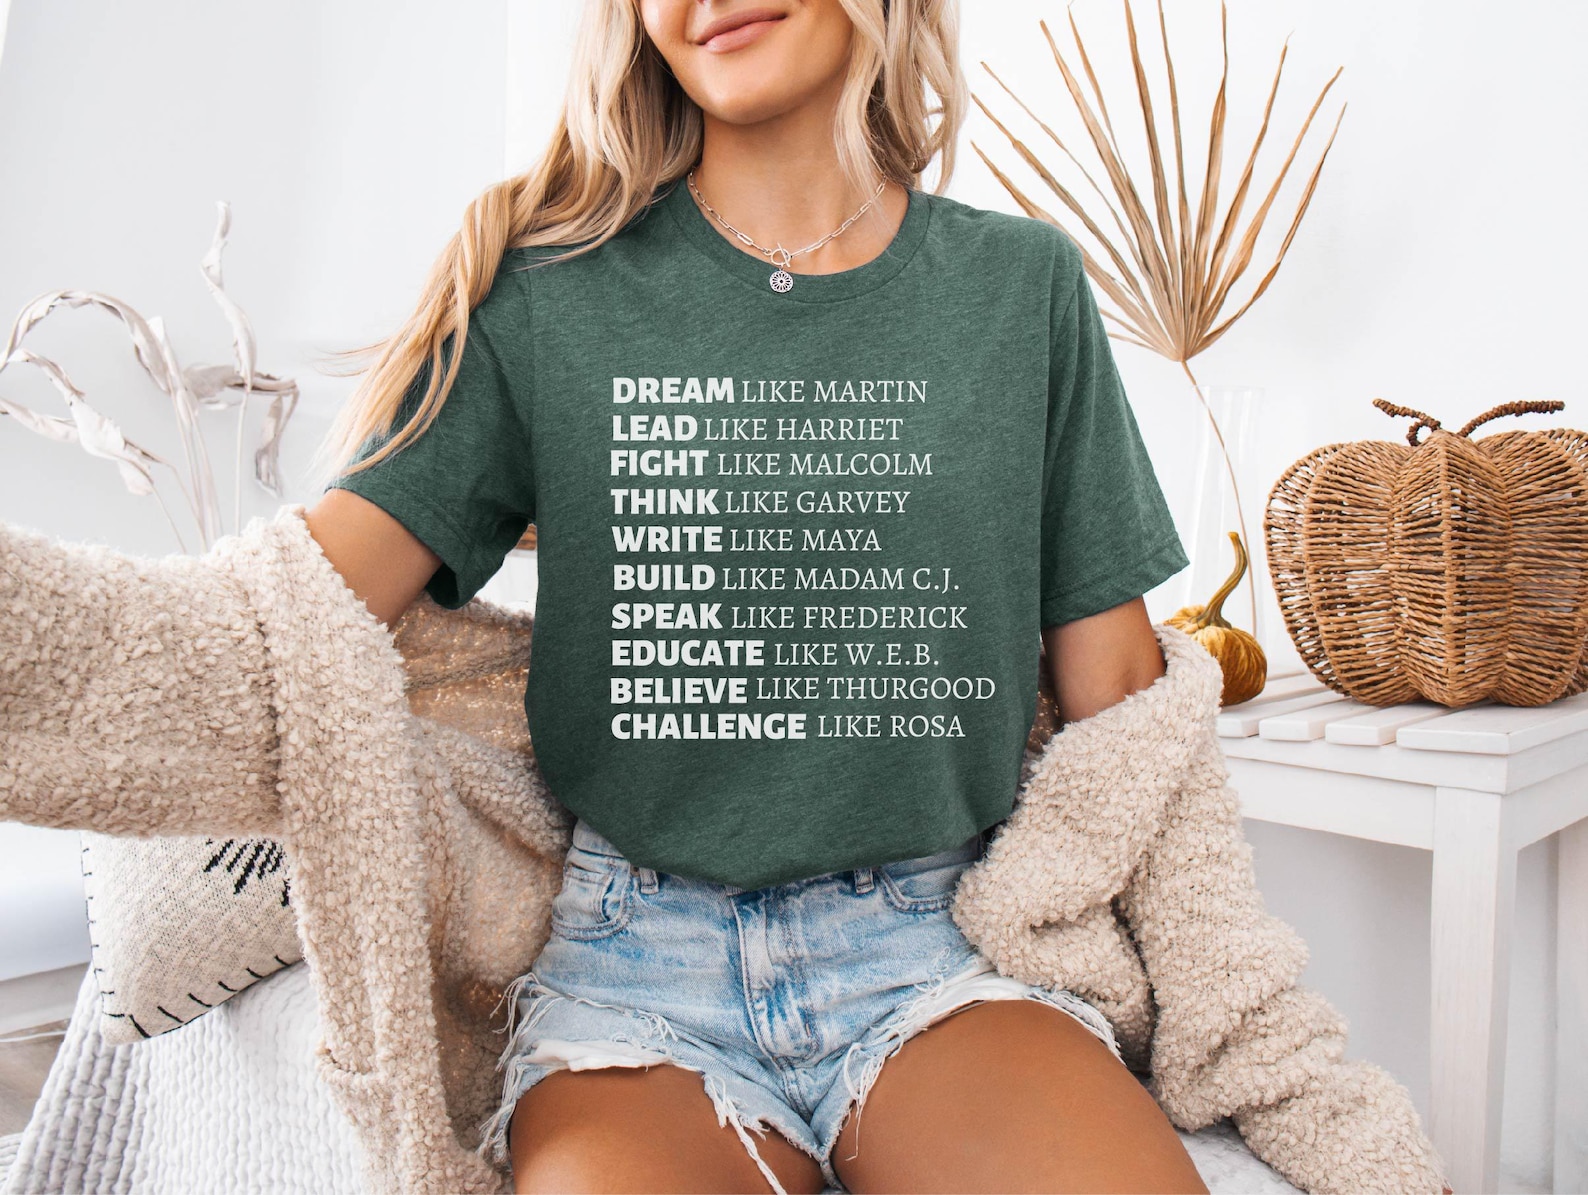 DREAM LIKE MARTIN
LEAD LIKE HARRIET
FIGHT LIKE MALCOLM
THINK LIKE GARVEY
WRITE LIKE MAYA
BUILD LIKE MADAM C.J.
SPEAK LIKE FREDERICK
EDUCATE LIKE W.E.B.
BELIEVE LIKE THURGOOD
CHALLENGE LIKE ROSA